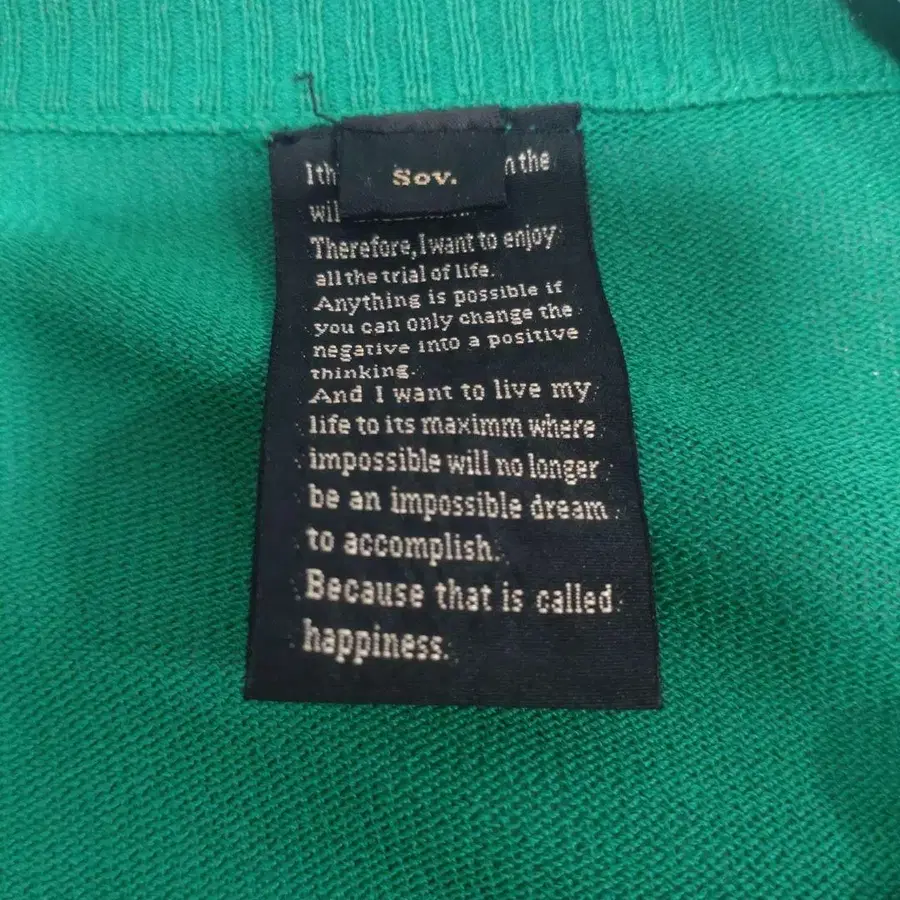 Sov.
the
Therefore, I want to enjoy
all the trial of life.
Anything is possible if
you can only change the
negative into a positive
thinking.
And I want to live my
life to its maximm where
impossible will no longer
be an impossible dream
to accomplish.
Because that is called
happiness.